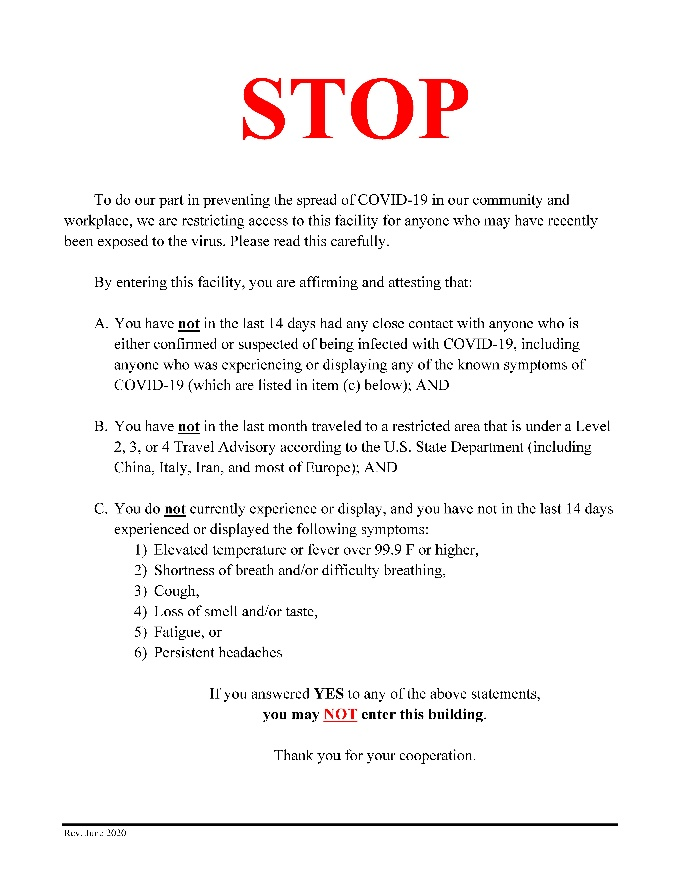 STOP
To do our part in preventing the spread of COVID-19 in our community and
workplace, we are restricting access to this facility for anyone who may have recently
been exposed to the virus. Please read this carefully.
By entering this facility, you are affirming and attesting that:
A. You have not in the last 14 days had any close contact with anyone who is
either confirmed or suspected of being infected with COVID-19, including
anyone who was experiencing or displaying any of the known symptoms of
COVID-19 (which are listed in item (c) below); AND
B. You have not in the last month traveled to a restricted area that is under a Level
2, 3, or 4 Travel Advisory according to the U.S. State Department (including
China, Italy, Iran, and most of Europe); AND
C. You do not currently experience or display, and you have not in the last 14 days
experienced or displayed the following symptoms:
1) Elevated temperature or fever over 99.9 F or higher,
2) Shortness of breath and/or difficulty breathing,
3) Cough,
4) Loss of smell and/or taste,
5) Fatigue, or
6) Persistent headaches
If you answered YES to any of the above statements,
you may NOT enter this building.
Thank you for your cooperation.
Rev. June 2020